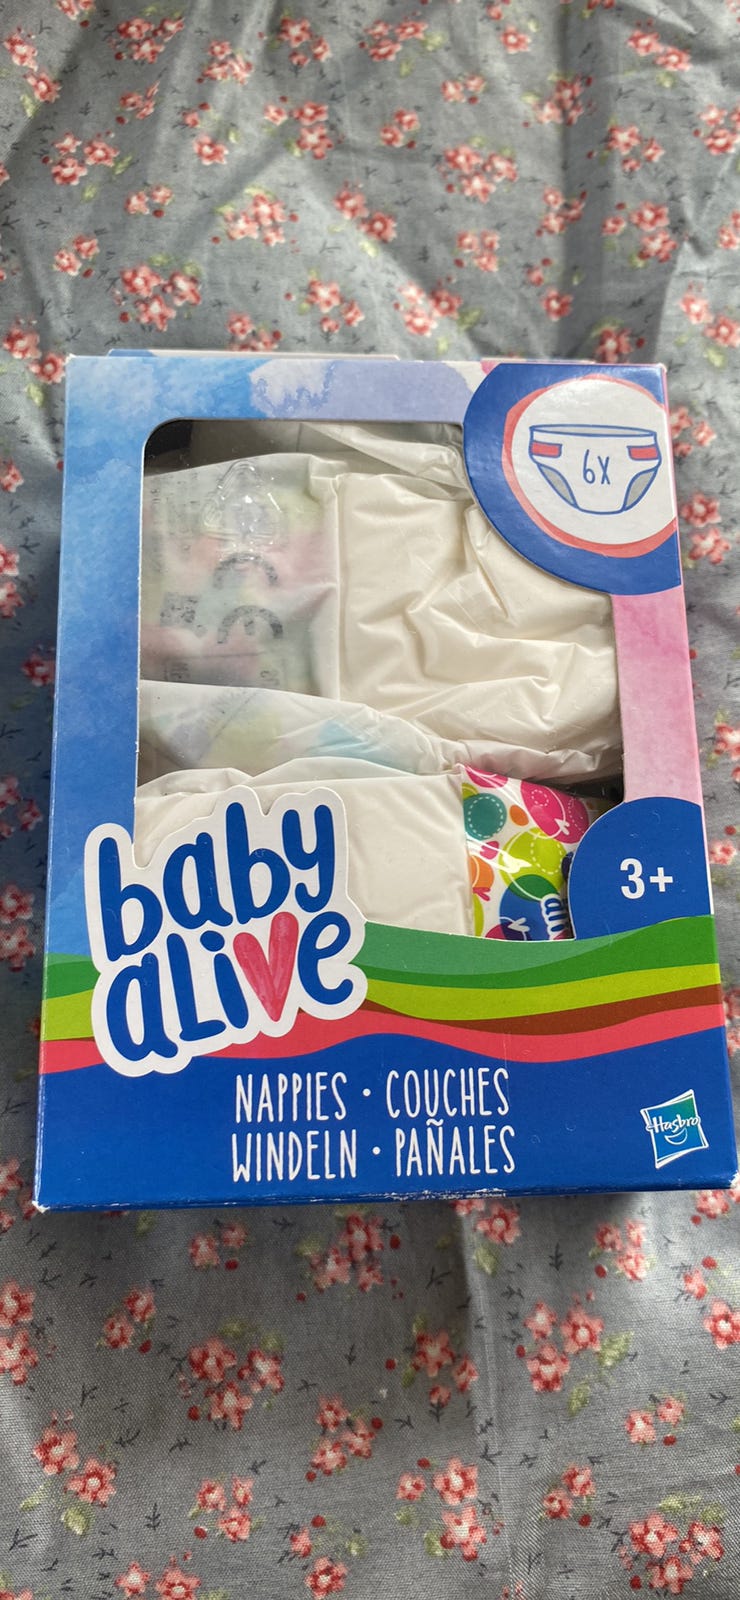 6X
3+
baby
alive
NAPPIES · COUCHES
WINDELN · PAÑALES
Hasbro